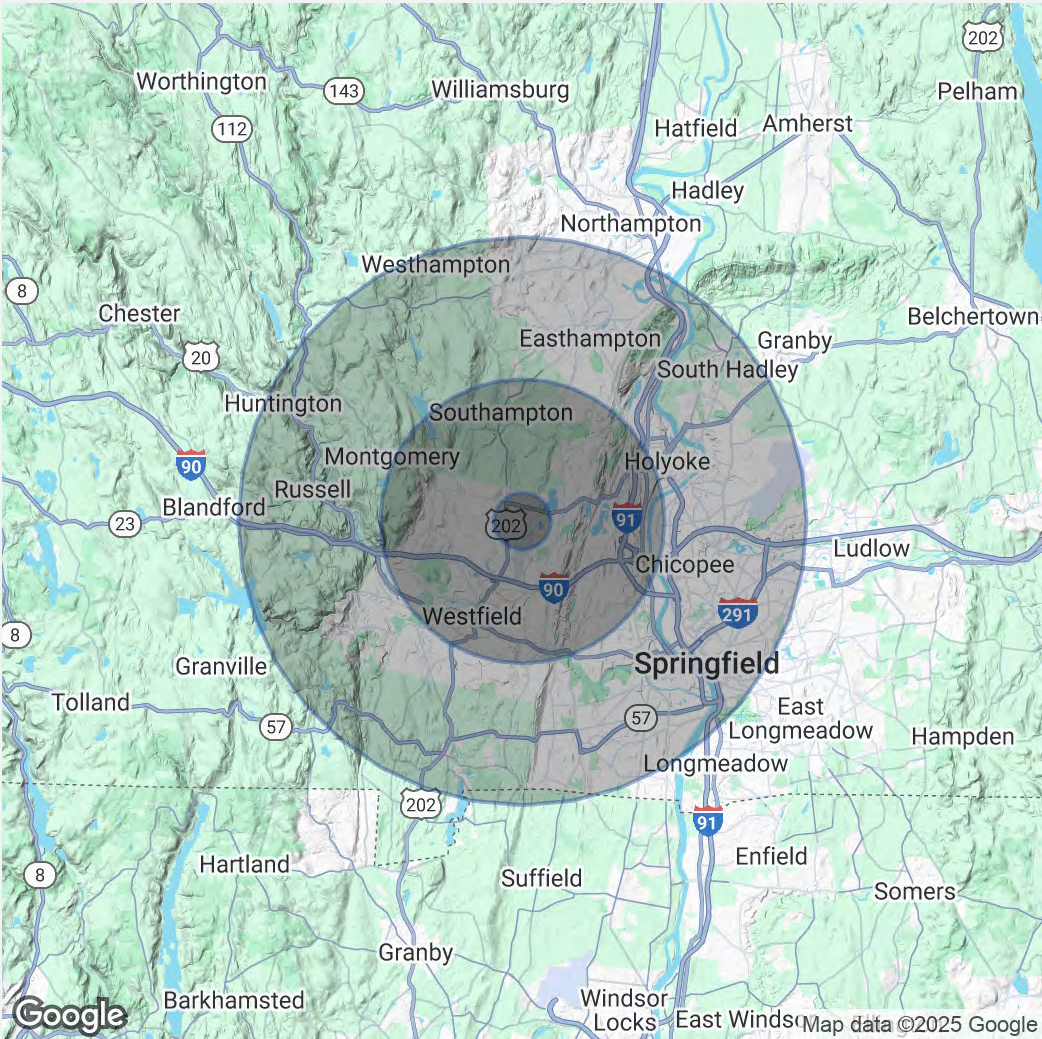 202
Worthington
143
Williamsburg
Pelham
112
Hatfield
Amherst
Hadley
Northampton
Westhampton
8
Chester
Belchertown
Easthampton
Granby
20
South Hadley
Huntington
Southampton
Montgomery
Holyoke
90
Russell
Blandford
23
202
91
Ludlow
Chicopee
90
291
Westfield
8
Granville
Springfield
Tolland
57
57
East
Longmeadow
Hampden
Longmeadow
202
91
Hartland
Enfield
8
Suffield
Somers
Granby
Barkhamsted
Windsor
Locks
East Windsor
Google
Map data ©2025 Google